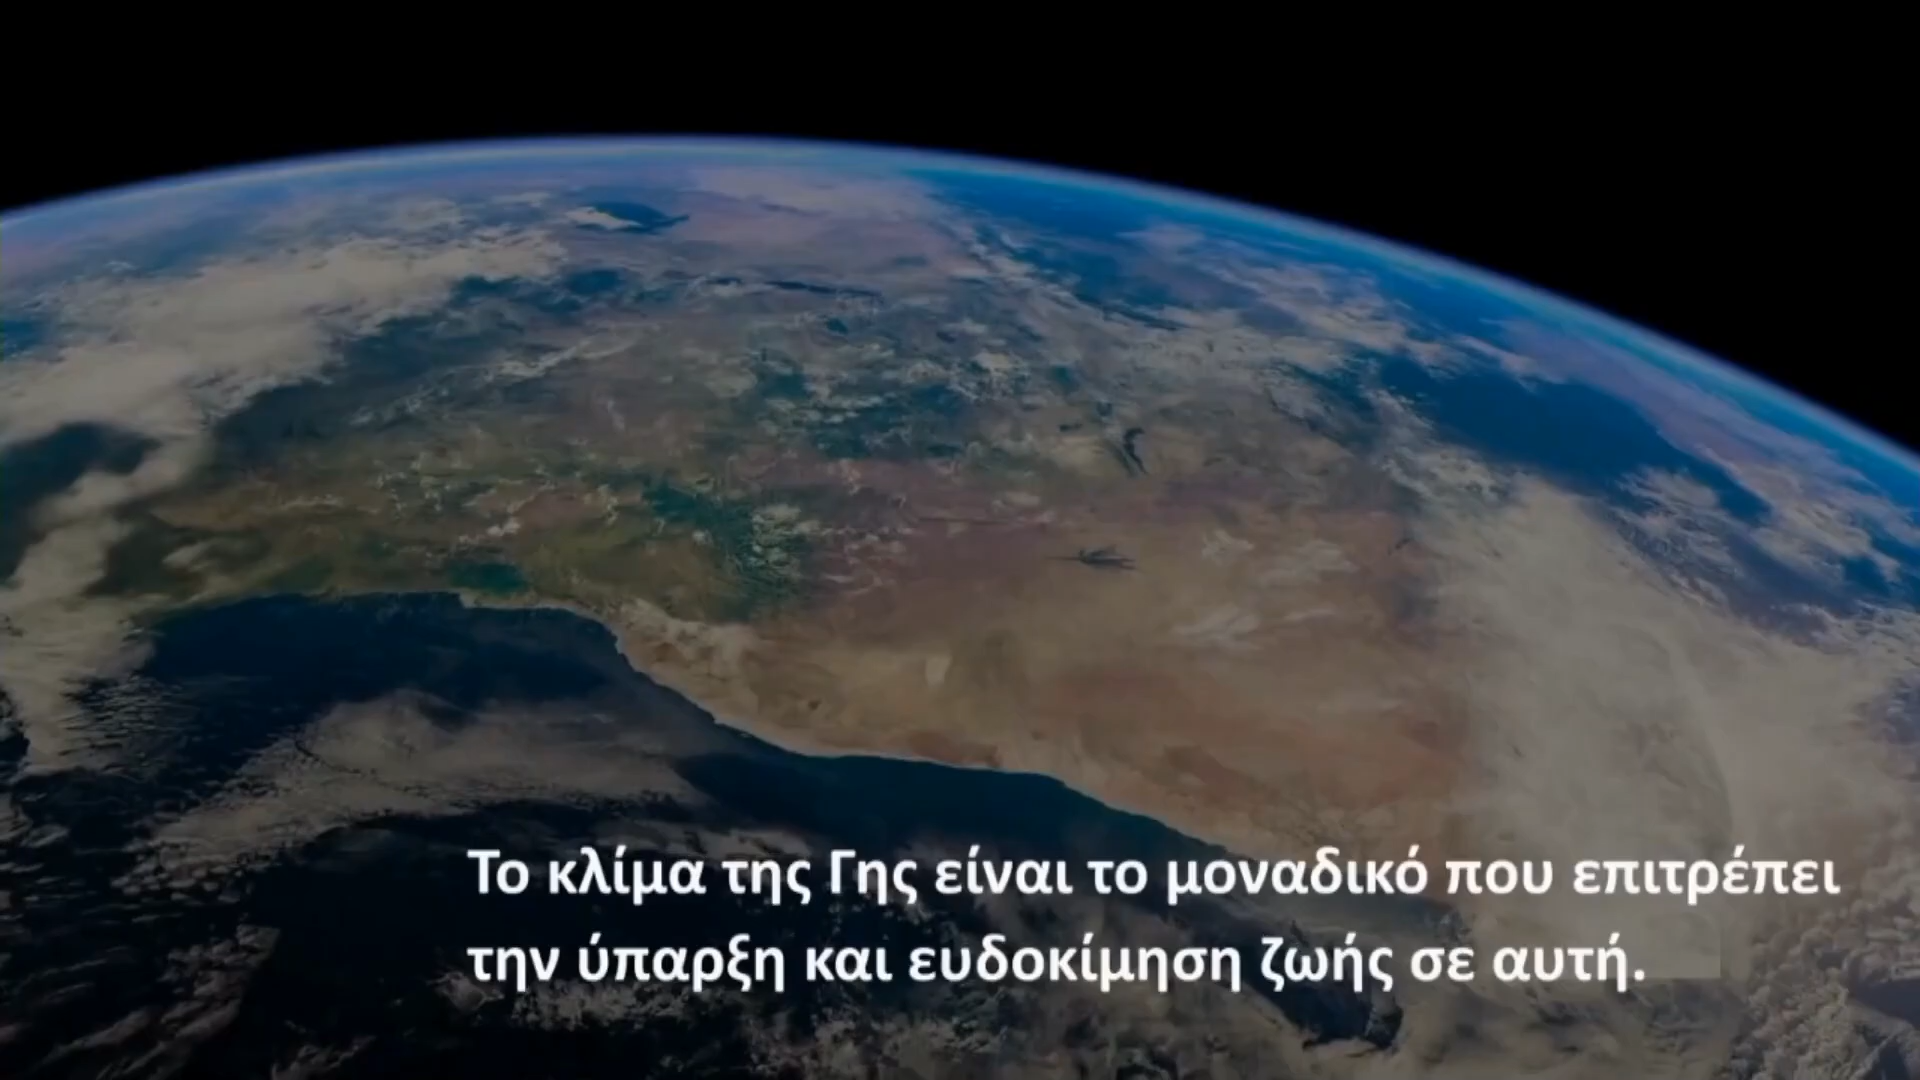 Το κλίμα της Γης είναι το μοναδικό που επιτρέπει
την ύπαρξη και ευδοκίμηση ζωής σε αυτή.